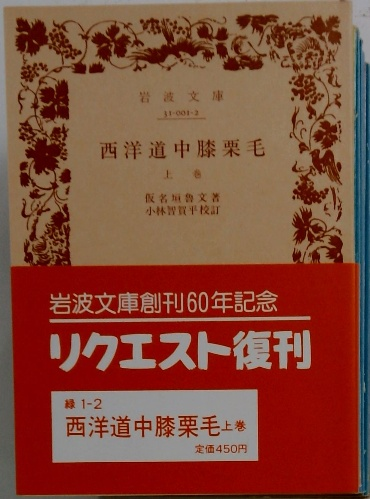 岩波文庫
31-001-2
西洋道中膝栗毛
上巻
仮名垣魯文著
小林智賀平校訂
岩波文庫創刊60年記念
リクエスト復刊
緑 1-2
西洋道中膝栗毛上巻
定価450円